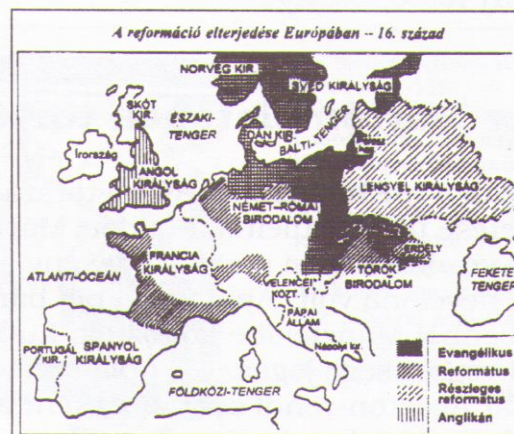 A reformáció elterjedése Európában – 16. század
NORVÉG KIR.
SVÉD KIRÁLYSÁG
SKÓT
KIR.
ÉSZAKI-
TENGER
DÁN KIR.
BALTI-TENGER
Írország
ANGOL
KIRÁLYSÁG
LENGYEL KIRÁLYSÁG
NÉMET–RÓMAI
BIRODALOM
ERDÉLY
FRANCIA
KIRÁLYSÁG
TÖRÖK
BIRODALOM
ATLANTI-ÓCEÁN
VELENCEI
KÖZT.
FEKETE-
TENGER
PÁPAI
ÁLLAM
Nápolyi kir.
PORTUGÁL
KIR.
SPANYOL
KIRÁLYSÁG
FÖLDKÖZI-TENGER
Evangélikus
Református
Részleges
református
Anglikán